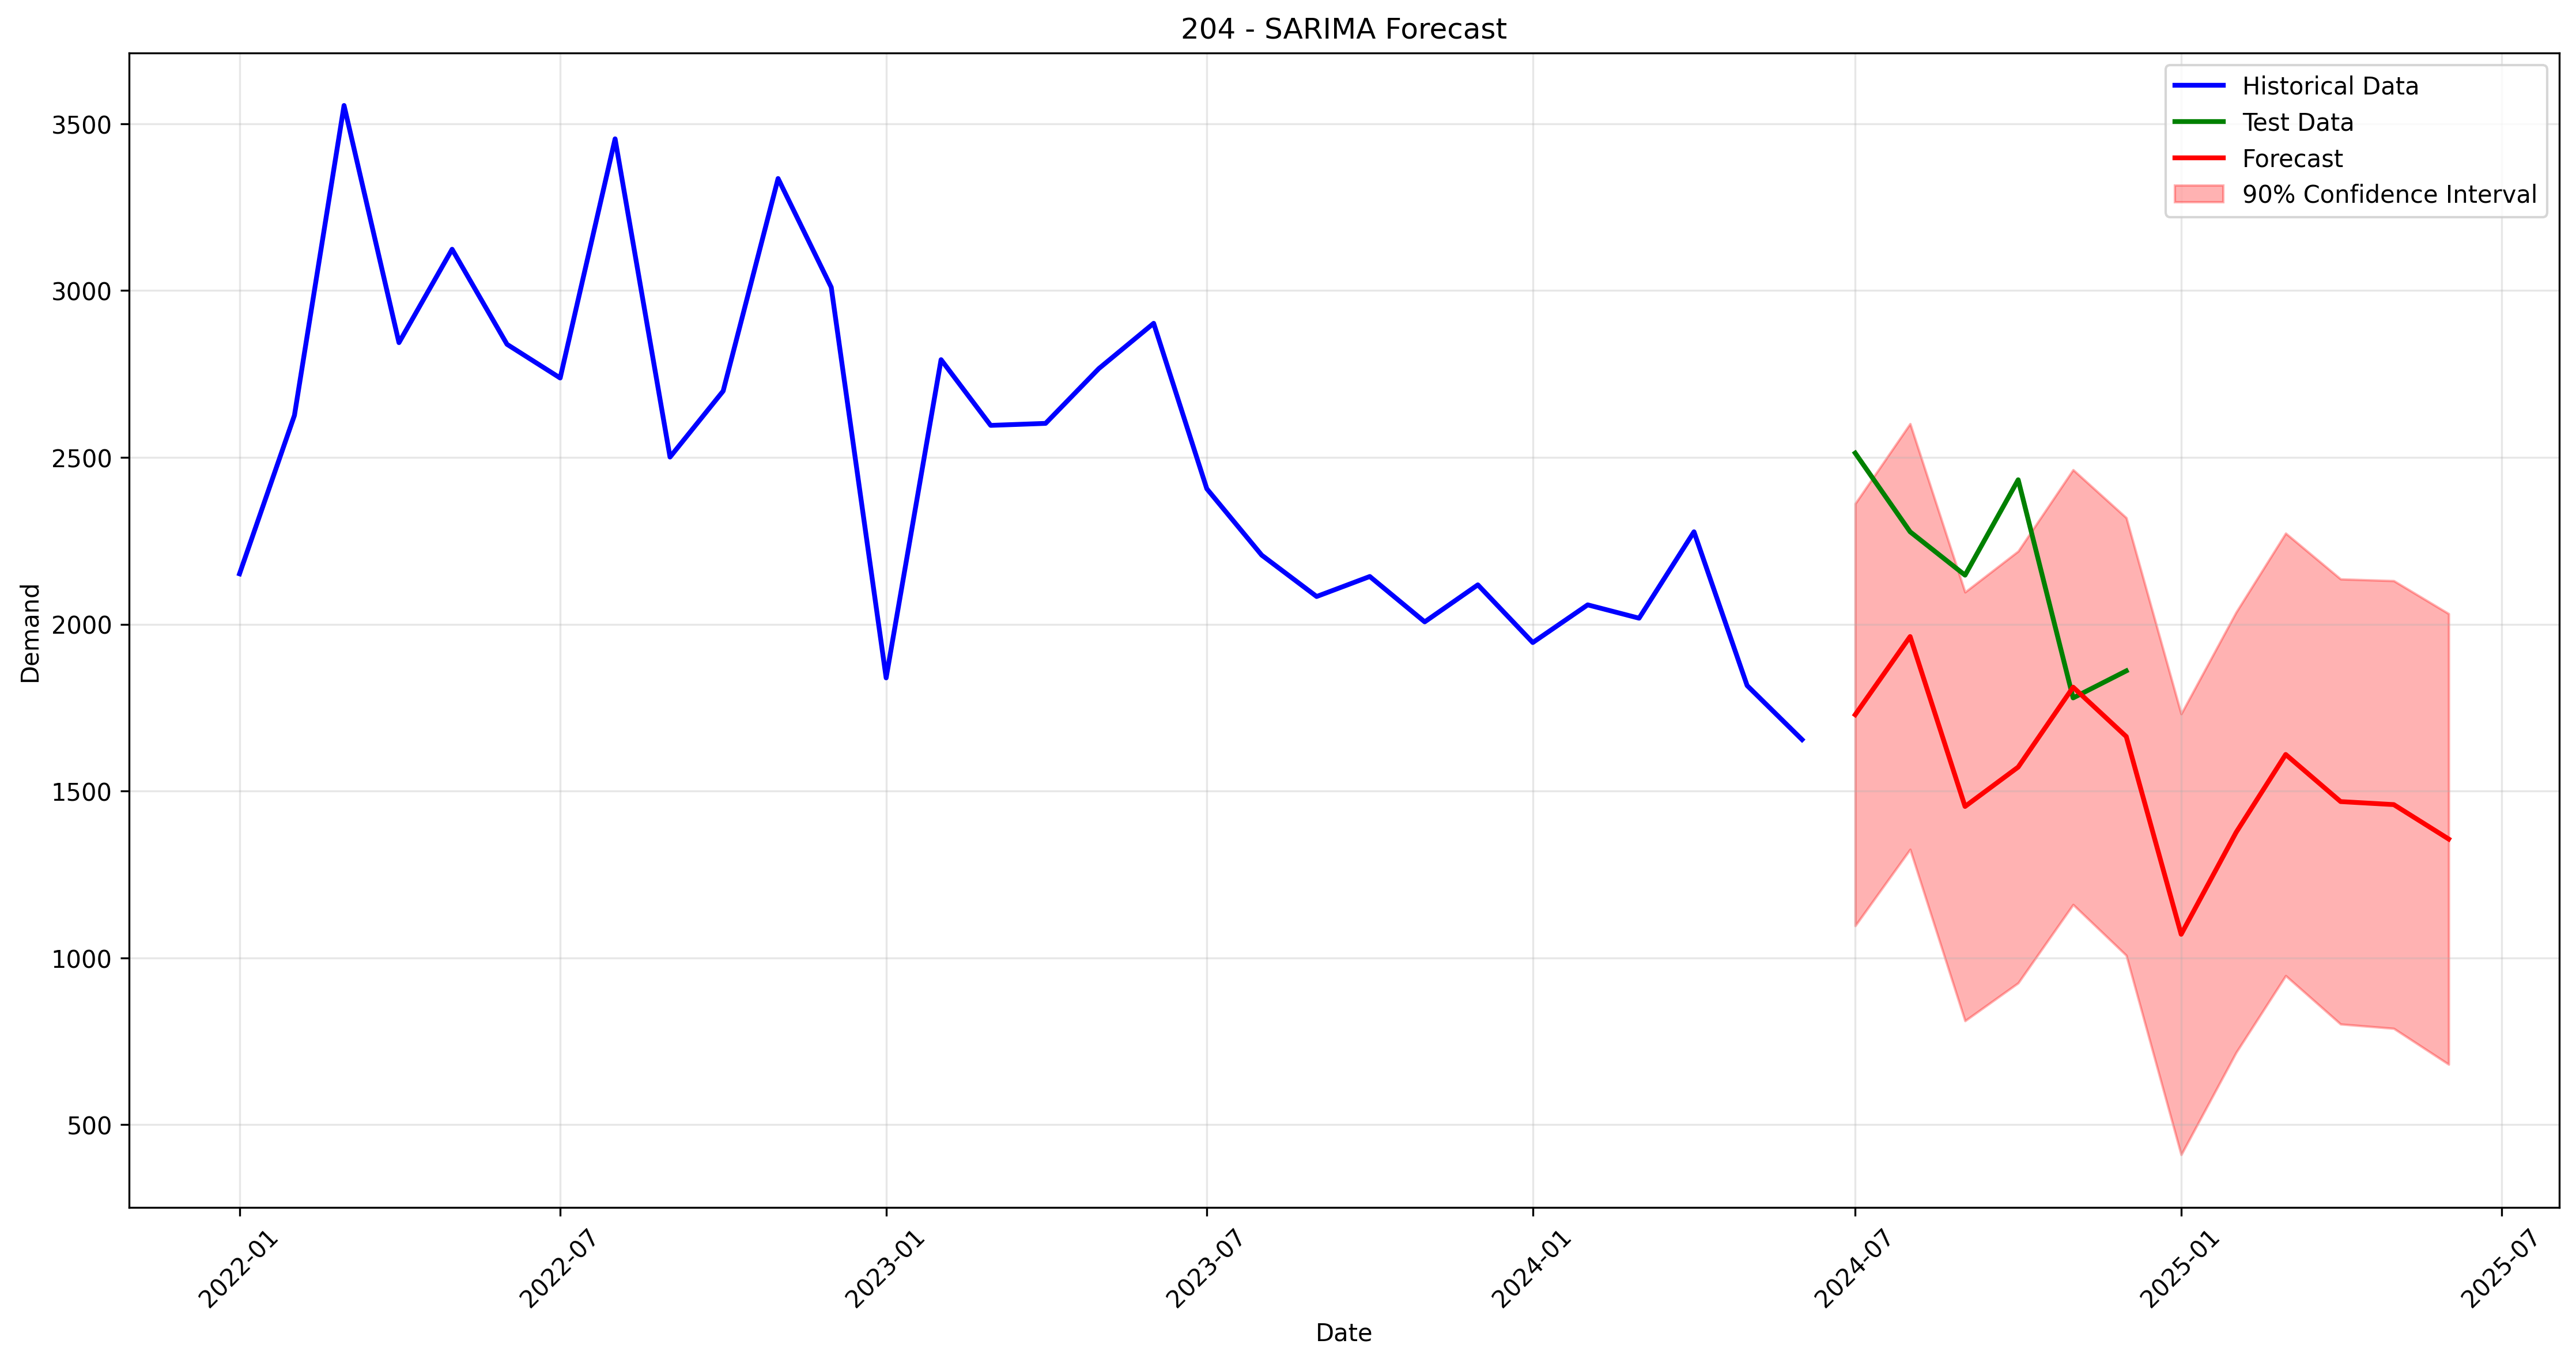 204 - SARIMA Forecast
Historical Data
Test Data
Forecast
90% Confidence Interval
3500
3000
2500
2000
1500
1000
500
Demand
2022-01
2022-07
2023-01
2023-07
2024-01
2024-07
2025-01
2025-07
Date